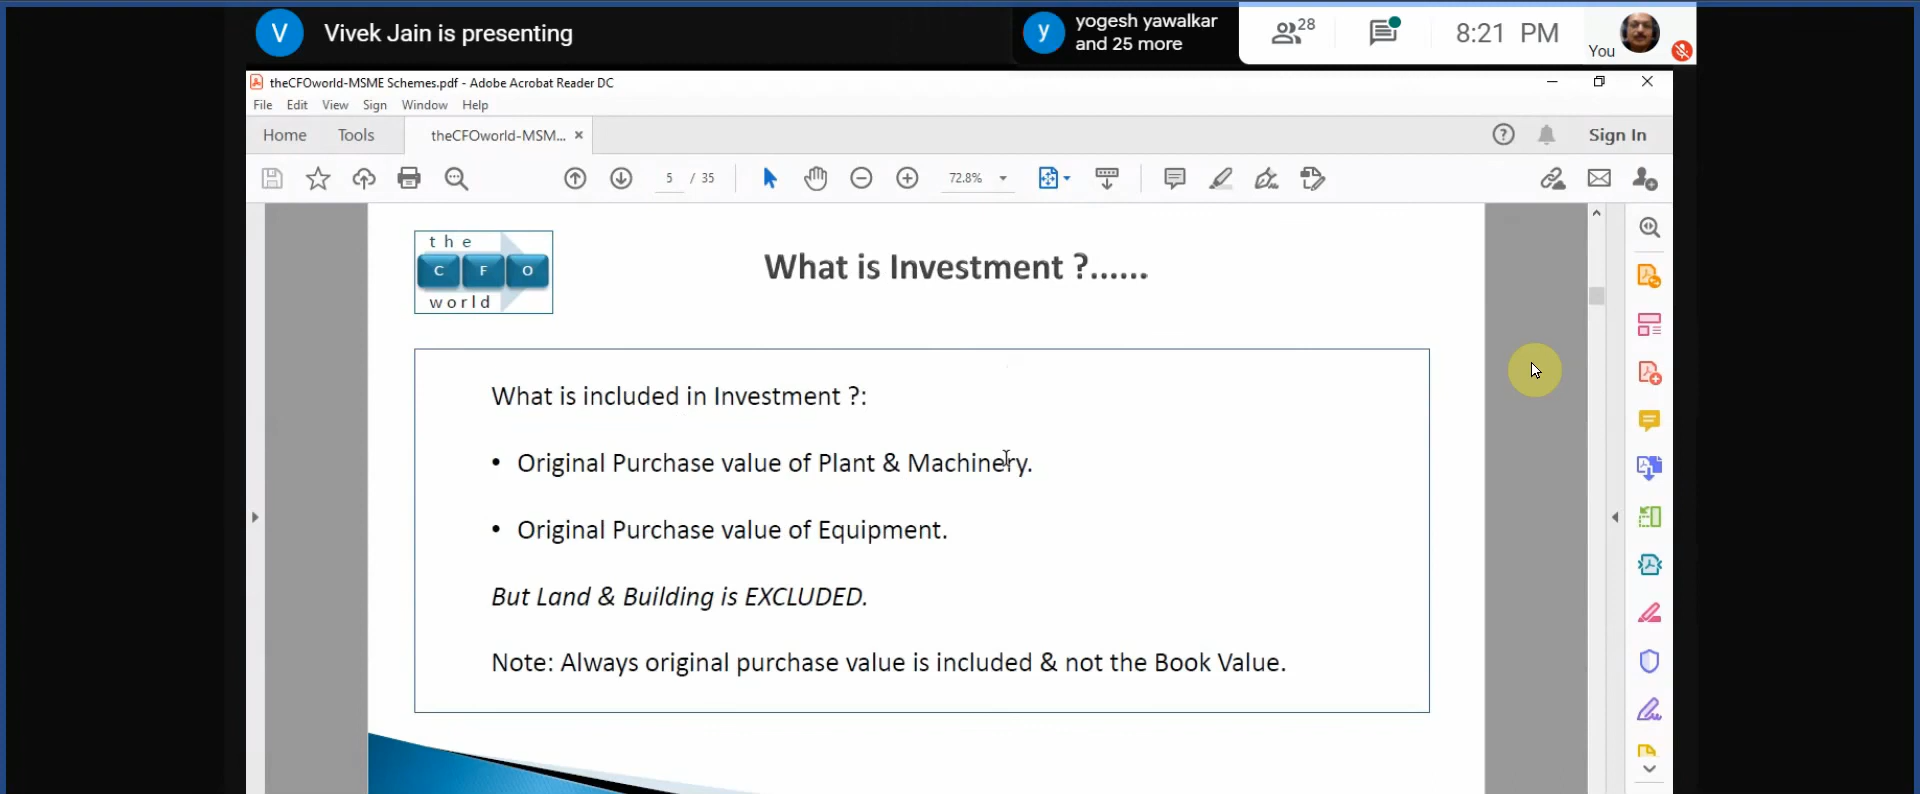 V Vivek Jain is presenting
y yogesh yawalkar
and 25 more
28
8:21 PM
You
theCFOworld-MSME Schemes.pdf - Adobe Acrobat Reader DC
File Edit View Sign Window Help
Home Tools theCFOworld-MSM... ×
? Sign In
5 / 35 72.8%
the
C F O
world
What is Investment ?......
What is included in Investment ?:
• Original Purchase value of Plant & Machinery.
• Original Purchase value of Equipment.
But Land & Building is EXCLUDED.
Note: Always original purchase value is included & not the Book Value.